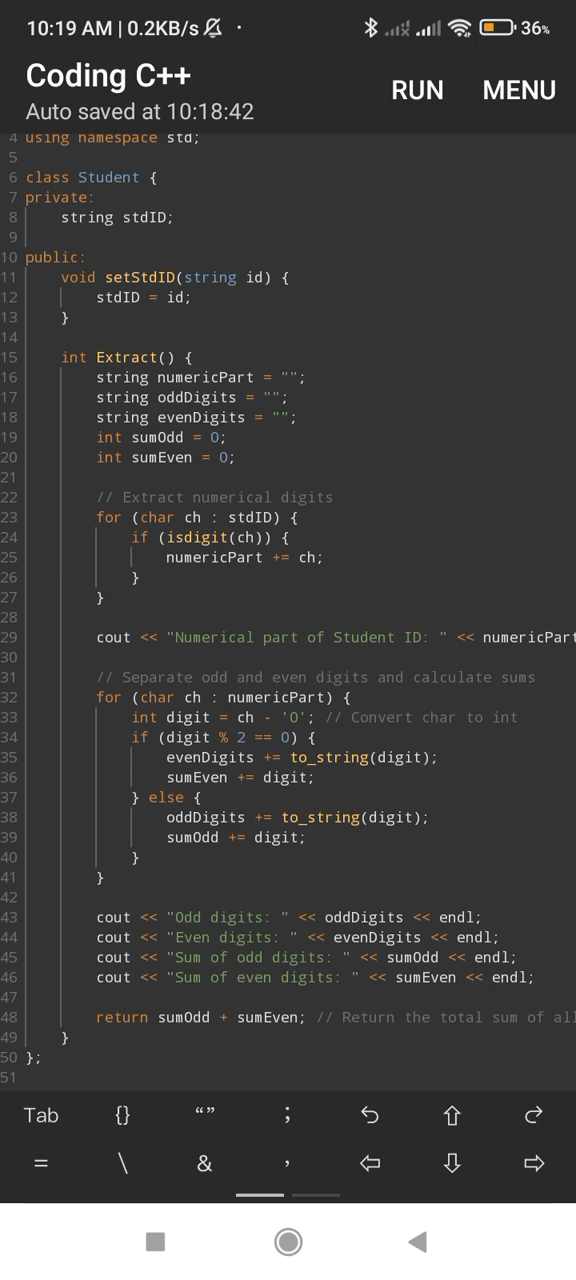 10:19 AM | 0.2KB/s
36%
Coding C++
Auto saved at 10:18:42
RUN
MENU
4 using namespace std;
5
6 class Student {
7 private:
8     string stdID;
9
10 public:
11     void setStdID(string id) {
12         stdID = id;
13     }
14
15     int Extract() {
16         string numericPart = "";
17         string oddDigits = "";
18         string evenDigits = "";
19         int sumOdd = 0;
20         int sumEven = 0;
21
22         // Extract numerical digits
23         for (char ch : stdID) {
24             if (isdigit(ch)) {
25                 numericPart += ch;
26             }
27         }
28
29         cout << "Numerical part of Student ID: " << numericPart
30
31         // Separate odd and even digits and calculate sums
32         for (char ch : numericPart) {
33             int digit = ch - '0'; // Convert char to int
34             if (digit % 2 == 0) {
35                 evenDigits += to_string(digit);
36                 sumEven += digit;
37             } else {
38                 oddDigits += to_string(digit);
39                 sumOdd += digit;
40             }
41         }
42
43         cout << "Odd digits: " << oddDigits << endl;
44         cout << "Even digits: " << evenDigits << endl;
45         cout << "Sum of odd digits: " << sumOdd << endl;
46         cout << "Sum of even digits: " << sumEven << endl;
47
48         return sumOdd + sumEven; // Return the total sum of all
49     }
50 };
51
Tab {} “” ;
= \ & ,